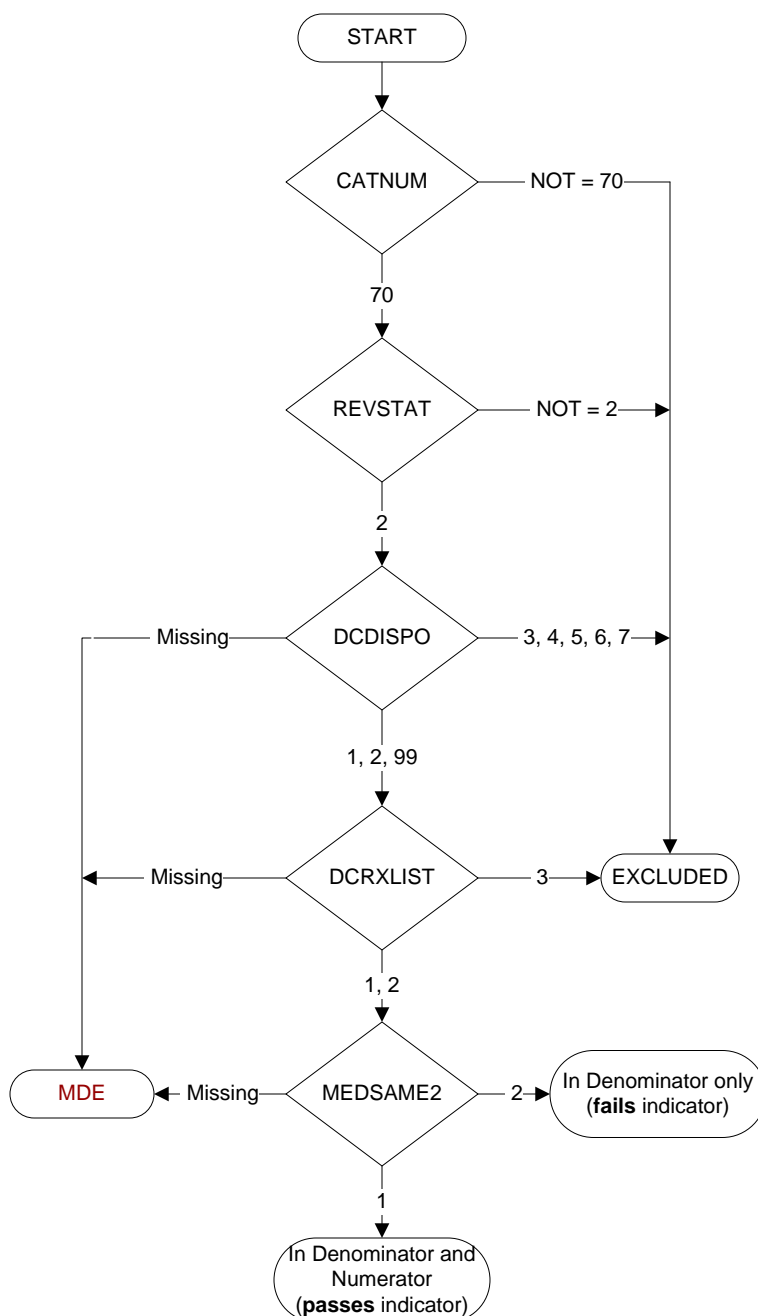 START
CATNUM
NOT = 70
70
REVSTAT
NOT = 2
2
Missing
DCDISPO
3, 4, 5, 6, 7
1, 2, 99
Missing
DCRXLIST
3
EXCLUDED
1, 2
MDE
Missing
MEDSAME2
2
In Denominator only
(fails indicator)
1
In Denominator and
Numerator
(passes indicator)